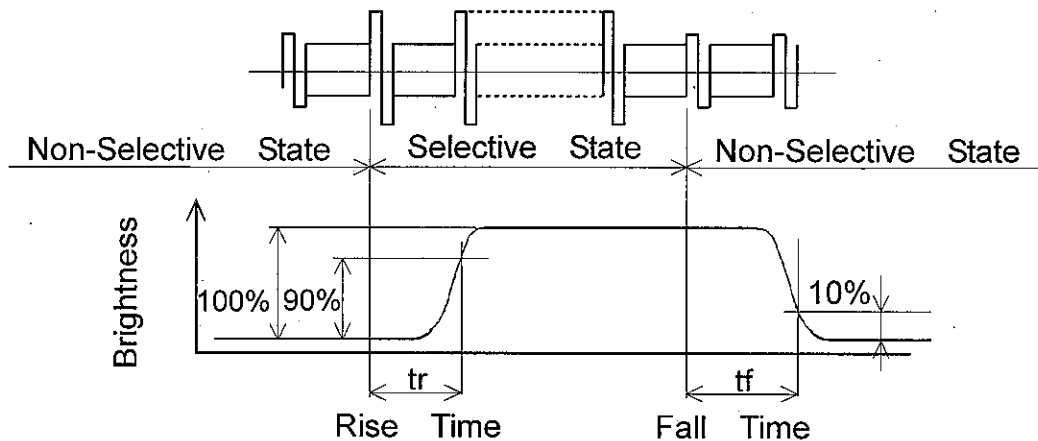 Non-Selective State Selective State Non-Selective State
Brightness
100% 90% 10%
tr tf
Rise Time Fall Time